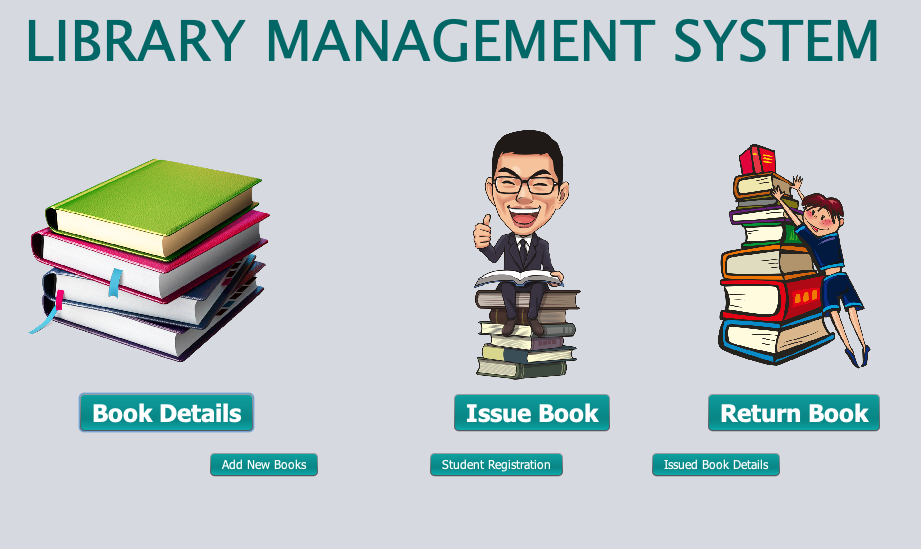 LIBRARY MANAGEMENT SYSTEM
Book Details
Issue Book
Return Book
Add New Books
Student Registration
Issued Book Details